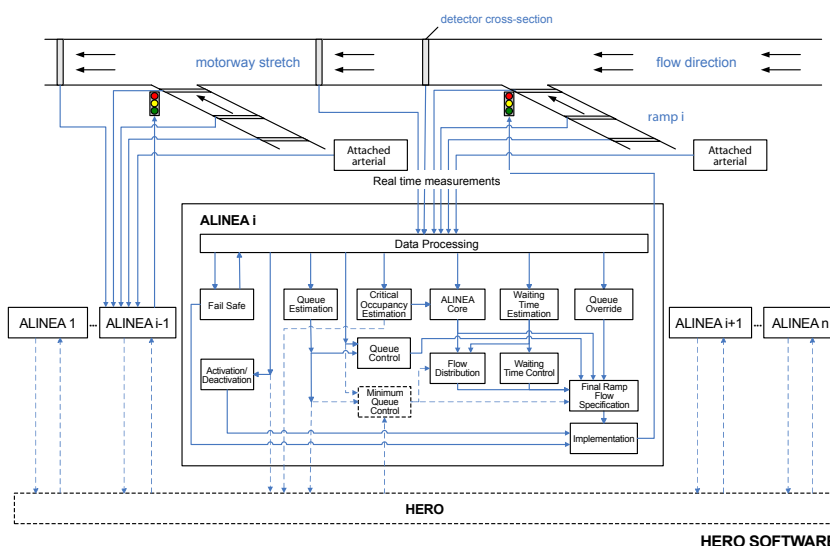 detector cross-section
motorway stretch
flow direction
ramp i
Attached
arterial
Attached
arterial
Real time measurements
ALINEA i
Data Processing
Fail Safe
Queue
Estimation
Critical
Occupancy
Estimation
ALINEA
Core
Waiting
Time
Estimation
Queue
Override
ALINEA 1
...
ALINEA i-1
ALINEA i+1
...
ALINEA n
Queue
Control
Activation/
Deactivation
Flow
Distribution
Waiting
Time Control
Minimum
Queue
Control
Final Ramp
Flow
Specification
Implementation
HERO
HERO SOFTWARE